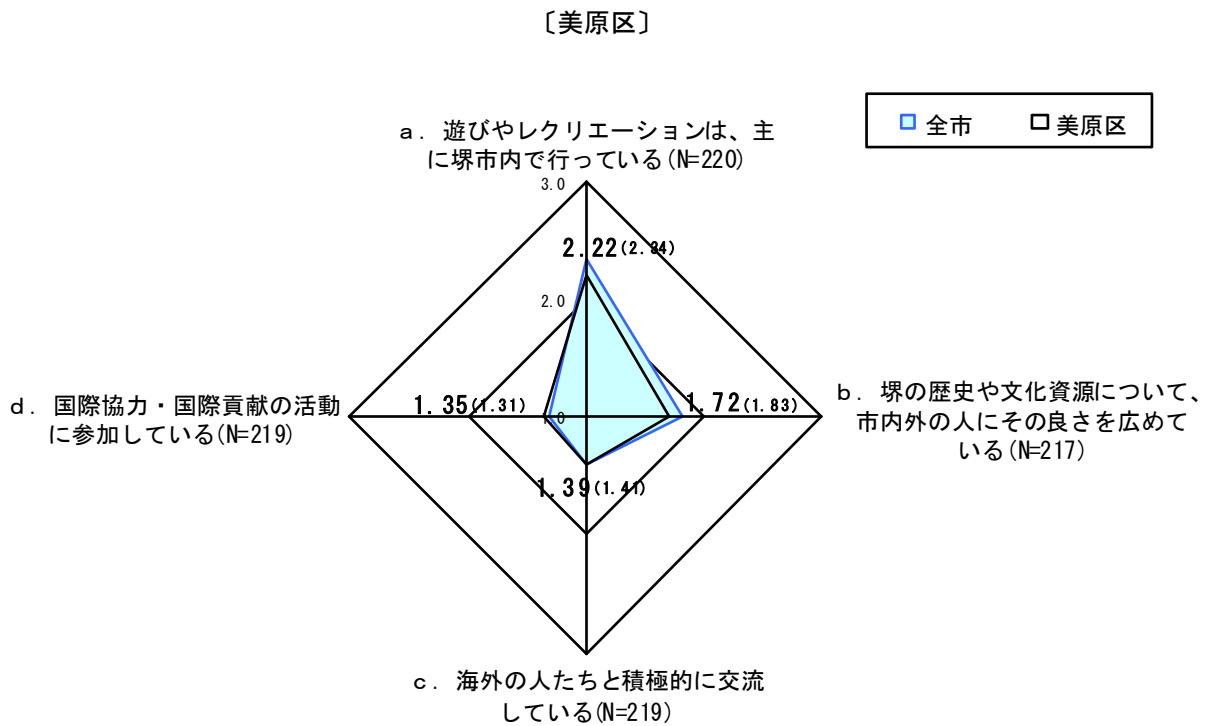 〔美原区〕
全市 美原区
a. 遊びやレクリエーションは、主
に堺市内で行っている(N=220)
3.0
2.22(2.34)
2.0
d. 国際協力・国際貢献の活動
に参加している(N=219)
1.35(1.31)
1.0
1.72(1.83)
b. 堺の歴史や文化資源について、
市内外の人にその良さを広めて
いる(N=217)
1.39(1.41)
c. 海外の人たちと積極的に交流
している(N=219)